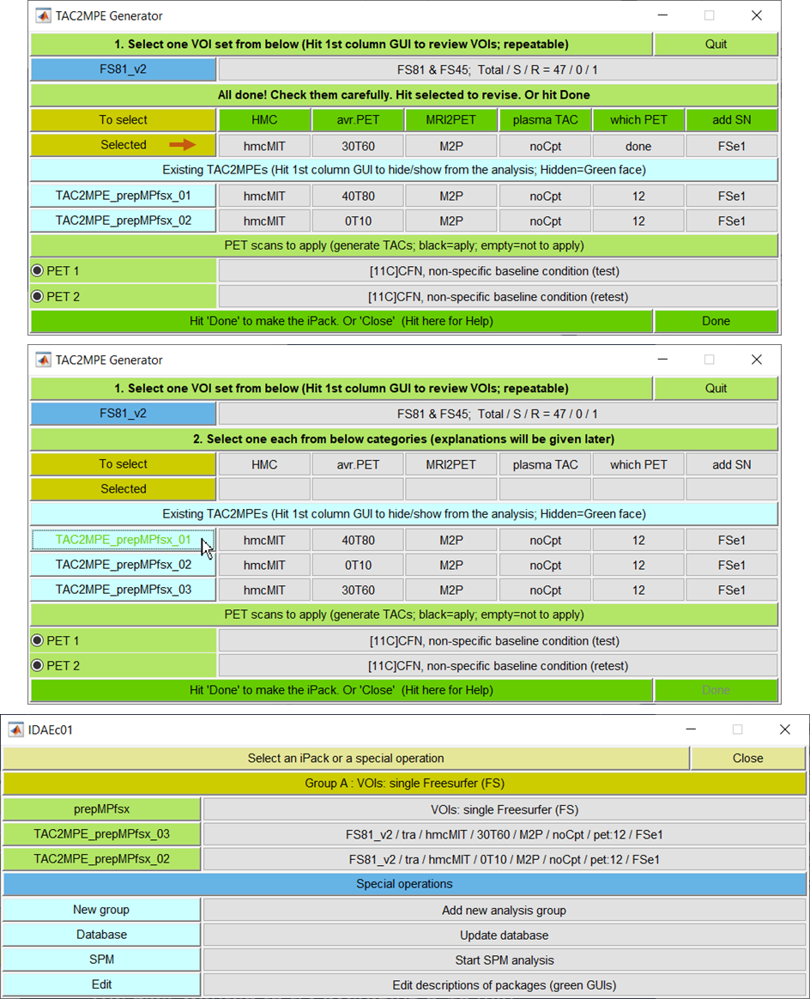 TAC2MPE Generator
1. Select one VOI set from below (Hit 1st column GUI to review VOIs; repeatable) Quit
FS81_v2 FS81 & FS45; Total / S / R = 47 / 0 / 1
All done! Check them carefully. Hit selected to revise. Or hit Done
To select HMC avr.PET MRI2PET plasma TAC which PET add SN
Selected hmcMIT 30T60 M2P noCpt done FSe1
Existing TAC2MPEs (Hit 1st column GUI to hide/show from the analysis; Hidden=Green face)
TAC2MPE_prepMPfsx_01 hmcMIT 40T80 M2P noCpt 12 FSe1
TAC2MPE_prepMPfsx_02 hmcMIT 0T10 M2P noCpt 12 FSe1
PET scans to apply (generate TACs; black=aply; empty=not to apply)
PET 1 [11C]CFN, non-specific baseline condition (test)
PET 2 [11C]CFN, non-specific baseline condition (retest)
Hit 'Done' to make the iPack. Or 'Close' (Hit here for Help) Done
TAC2MPE Generator
1. Select one VOI set from below (Hit 1st column GUI to review VOIs; repeatable) Quit
FS81_v2 FS81 & FS45; Total / S / R = 47 / 0 / 1
2. Select one each from below categories (explanations will be given later)
To select HMC avr.PET MRI2PET plasma TAC which PET add SN
Selected
Existing TAC2MPEs (Hit 1st column GUI to hide/show from the analysis; Hidden=Green face)
TAC2MPE_prepMPfsx_01 hmcMIT 40T80 M2P noCpt 12 FSe1
TAC2MPE_prepMPfsx_02 hmcMIT 0T10 M2P noCpt 12 FSe1
TAC2MPE_prepMPfsx_03 hmcMIT 30T60 M2P noCpt 12 FSe1
PET scans to apply (generate TACs; black=aply; empty=not to apply)
PET 1 [11C]CFN, non-specific baseline condition (test)
PET 2 [11C]CFN, non-specific baseline condition (retest)
Hit 'Done' to make the iPack. Or 'Close' (Hit here for Help) Done
IDAEc01
Select an iPack or a special operation Close
Group A : VOIs: single Freesurfer (FS)
prepMPfsx VOIs: single Freesurfer (FS)
TAC2MPE_prepMPfsx_03 FS81_v2 / tra / hmcMIT / 30T60 / M2P / noCpt / pet:12 / FSe1
TAC2MPE_prepMPfsx_02 FS81_v2 / tra / hmcMIT / 0T10 / M2P / noCpt / pet:12 / FSe1
Special operations
New group Add new analysis group
Database Update database
SPM Start SPM analysis
Edit Edit descriptions of packages (green GUIs)